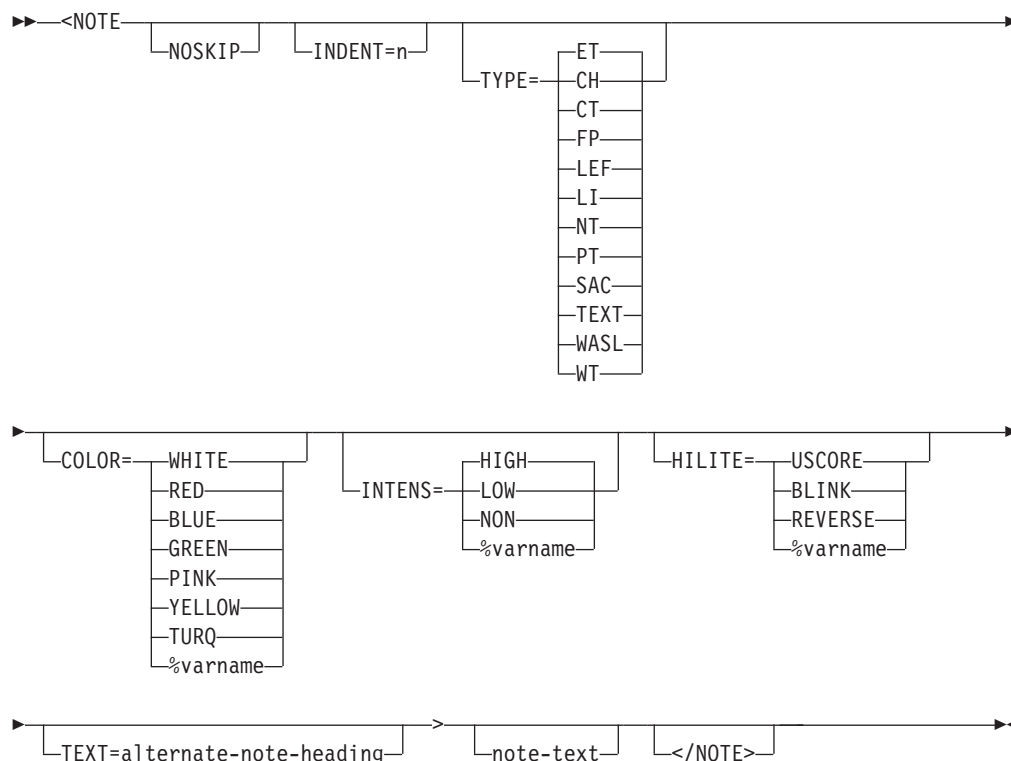 <NOTE
NOSKIP INDENT=n ET
TYPE= CH
CT
FP
LEF
LI
NT
PT
SAC
TEXT
WASL
WT
COLOR= WHITE HIGH HILITE= USCORE
RED INTENS= LOW BLINK
BLUE NON REVERSE
GREEN %varname %varname
PINK
YELLOW
TURQ
%varname
>
TEXT=alternate-note-heading note-text </NOTE>